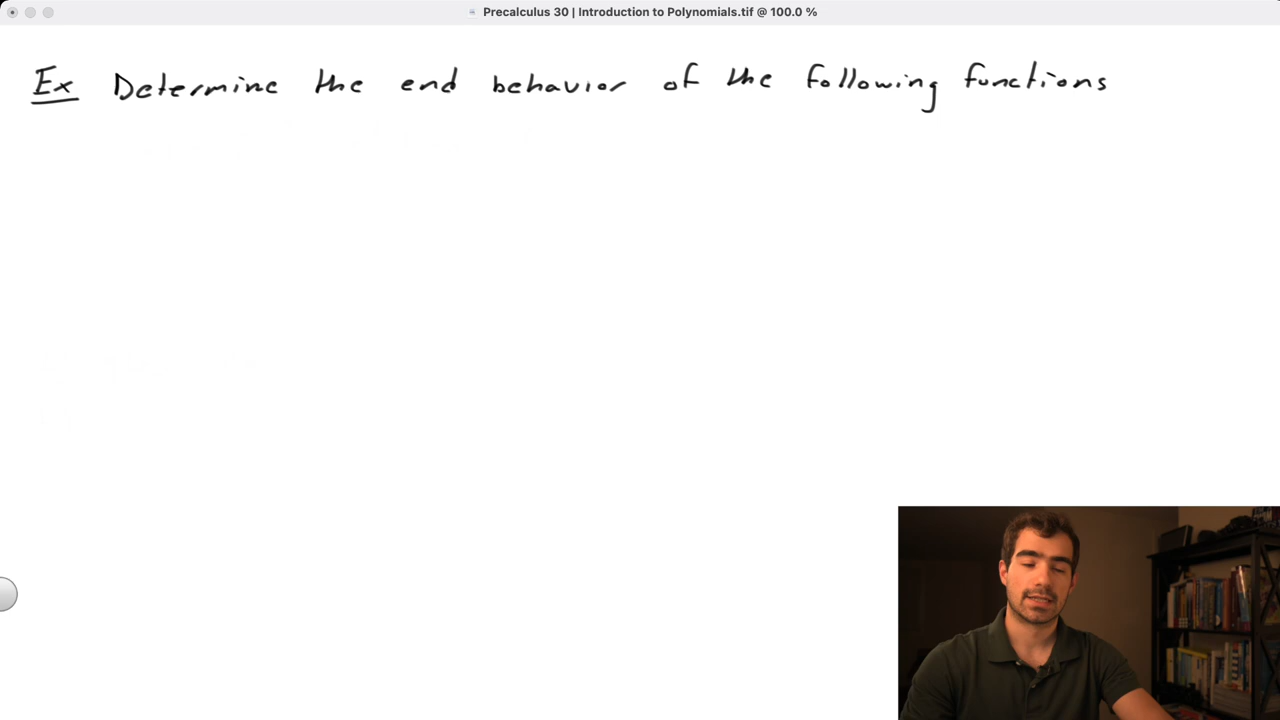 Precalculus 30 | Introduction to Polynomials.tif @ 100.0 %
Ex Determine the end behavior of the following functions